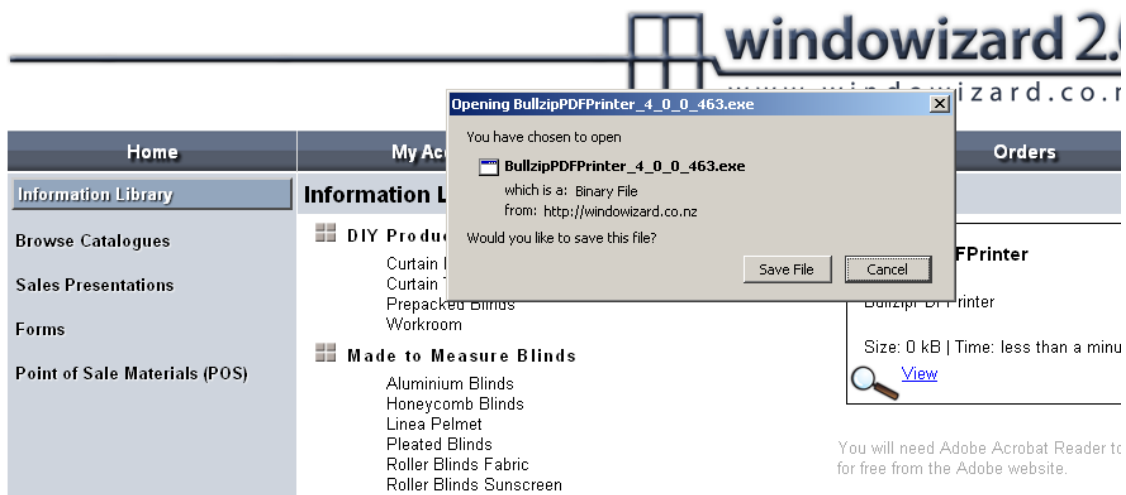 windowizard 2.
Opening BullzipPDFPrinter_4_0_0_463.exe
You have chosen to open
BullzipPDFPrinter_4_0_0_463.exe
which is a: Binary File
from: http://windowizard.co.nz
Would you like to save this file?
Save File
Cancel
Home
My Ac
Orders
Information Library
Browse Catalogues
Sales Presentations
Forms
Point of Sale Materials (POS)
Information L
DIY Produ
Curtain
Curtain
Prepacked Blinds
Workroom
Made to Measure Blinds
Aluminium Blinds
Honeycomb Blinds
Linea Pelmet
Pleated Blinds
Roller Blinds Fabric
Roller Blinds Sunscreen
FPrinter
BullzipPDFPrinter
Size: 0 kB | Time: less than a minu
View
You will need Adobe Acrobat Reader to
for free from the Adobe website.